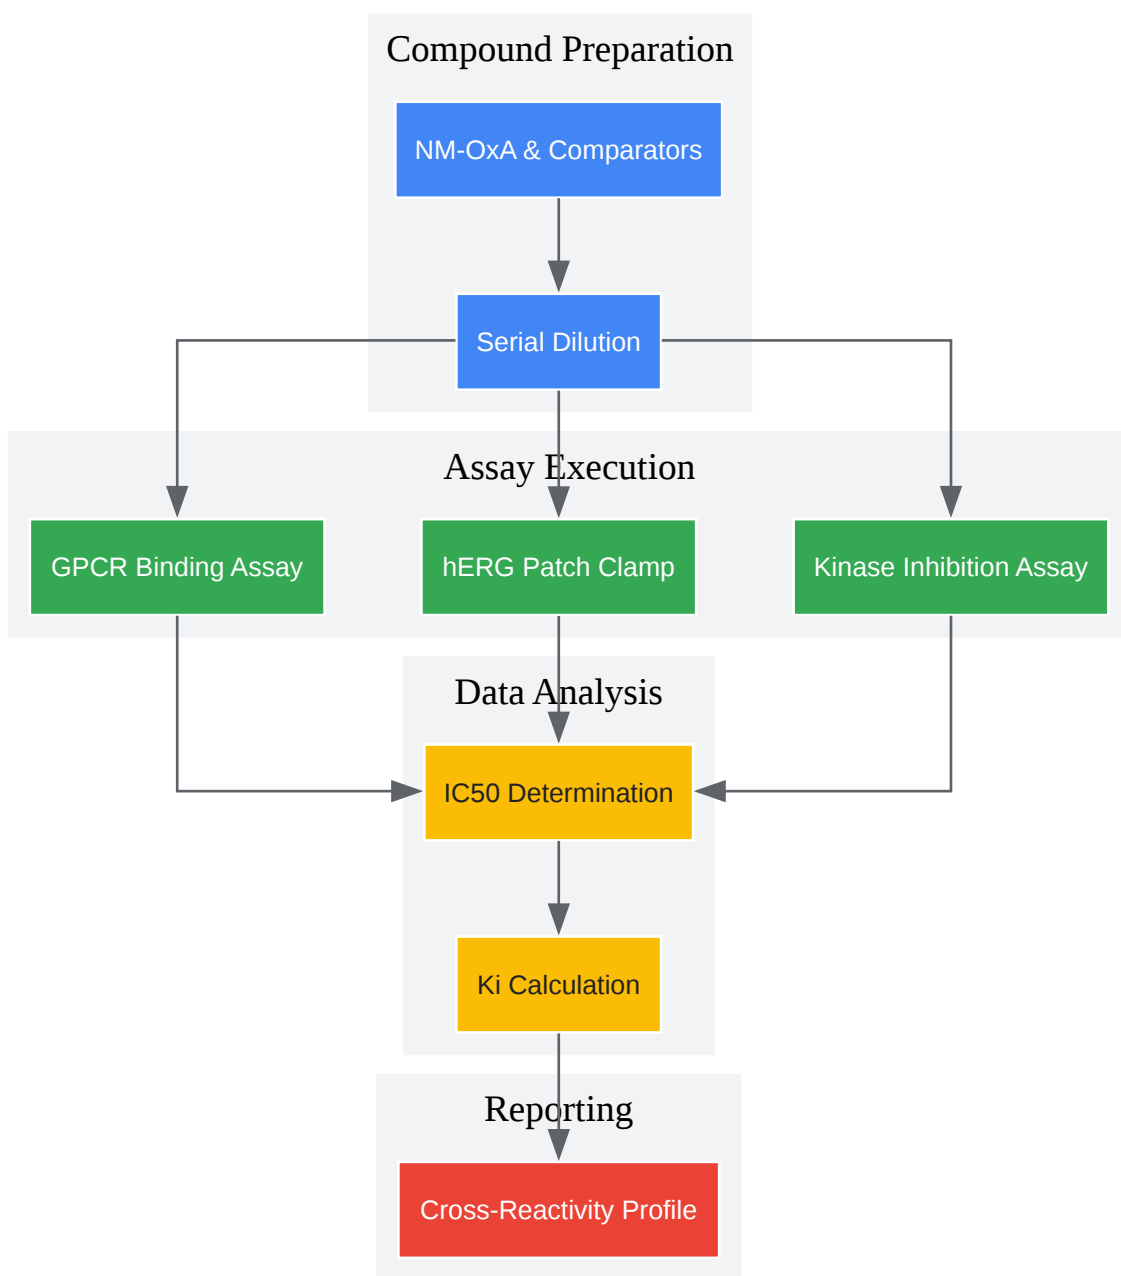 Compound Preparation
NM-OxA & Comparators
Serial Dilution
Assay Execution
GPCR Binding Assay
hERG Patch Clamp
Kinase Inhibition Assay
Data Analysis
IC50 Determination
Ki Calculation
Reporting
Cross-Reactivity Profile